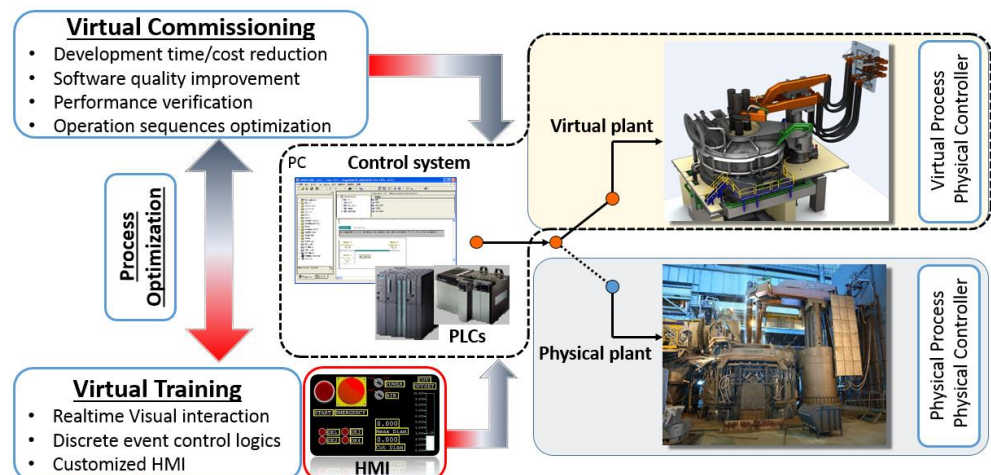 Virtual Commissioning
• Development time/cost reduction
• Software quality improvement
• Performance verification
• Operation sequences optimization
Process
Optimization
Virtual Training
• Realtime Visual interaction
• Discrete event control logics
• Customized HMI
PC
Control system
PLCs
START
EMERGENCY
POWER
AIR
0.000
0.000
HMI
Virtual plant
Virtual Process
Physical Controller
Physical plant
Physical Process
Physical Controller